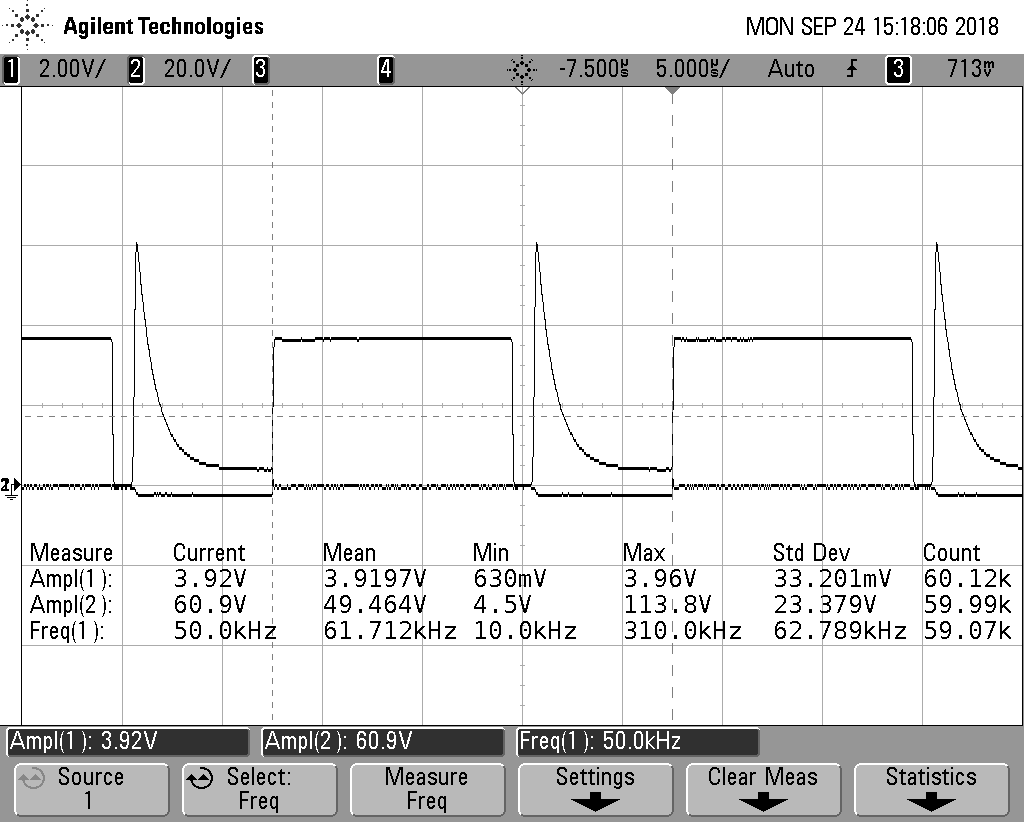 Agilent Technologies MON SEP 24 15:18:06 2018
1 2.00V/ 2 20.0V/ 3 4 -7.500µs 5.000µs/ Auto 3 713mV
2
Measure Current Mean Min Max Std Dev Count
Ampl(1): 3.92V 3.9197V 630mV 3.96V 33.201mV 60.12k
Ampl(2): 60.9V 49.464V 4.5V 113.8V 23.379V 59.99k
Freq(1): 50.0kHz 61.712kHz 10.0kHz 310.0kHz 62.789kHz 59.07k
Ampl(1): 3.92V Ampl(2): 60.9V Freq(1): 50.0kHz
Source Select: Measure Settings Clear Meas Statistics
1 Freq Freq